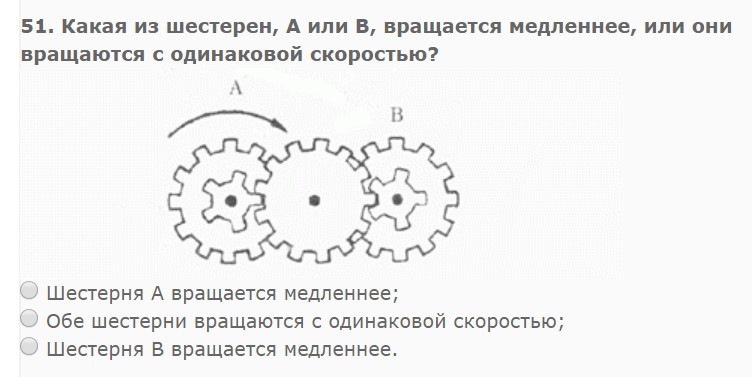 51. Какая из шестерен, А или В, вращается медленнее, или они
вращаются с одинаковой скоростью?
А
В
Шестерня А вращается медленнее;
Обе шестерни вращаются с одинаковой скоростью;
Шестерня В вращается медленнее.